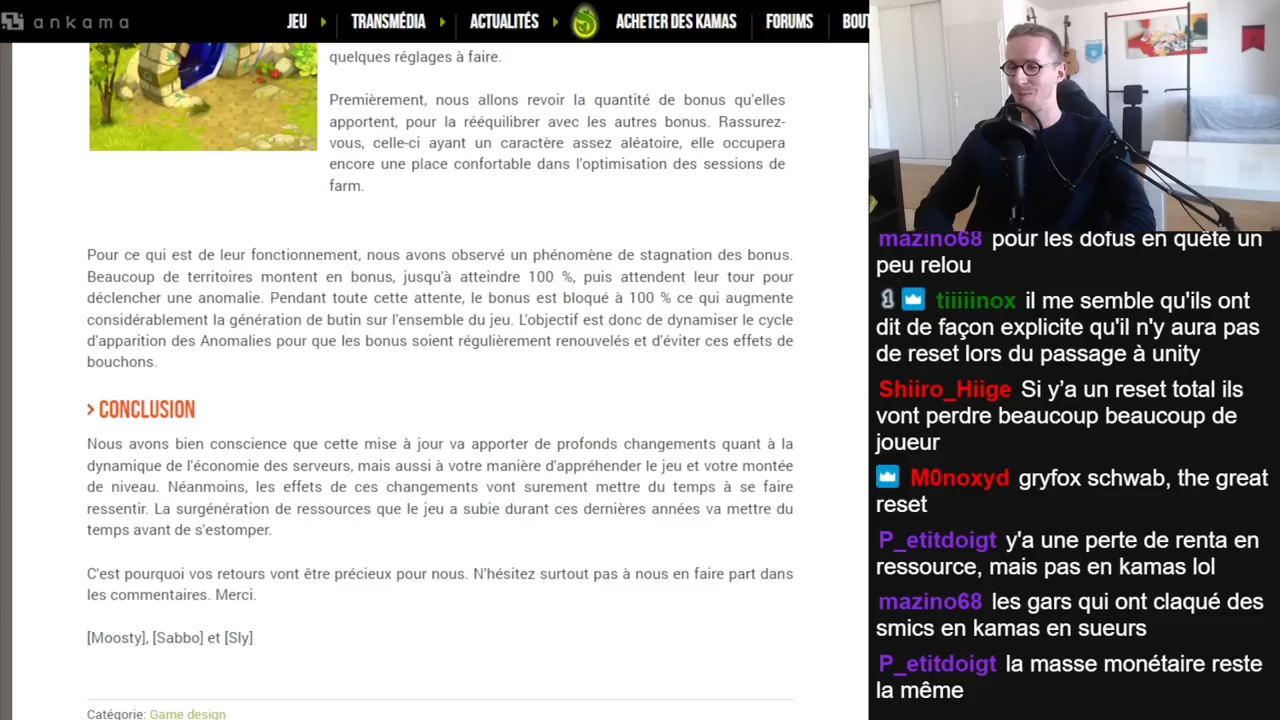 ankama
JEU
TRANSMÉDIA
ACTUALITÉS
ACHETER DES KAMAS
FORUMS
BOUT
quelques réglages à faire.
Premièrement, nous allons revoir la quantité de bonus qu'elles
apportent, pour la rééquilibrer avec les autres bonus. Rassurez-
vous, celle-ci ayant un caractère assez aléatoire, elle occupera
encore une place confortable dans l'optimisation des sessions de
farm.
Pour ce qui est de leur fonctionnement, nous avons observé un phénomène de stagnation des bonus.
Beaucoup de territoires montent en bonus, jusqu'à atteindre 100 %, puis attendent leur tour pour
déclencher une anomalie. Pendant toute cette attente, le bonus est bloqué à 100 % ce qui augmente
considérablement la génération de butin sur l'ensemble du jeu. L'objectif est donc de dynamiser le cycle
d'apparition des Anomalies pour que les bonus soient régulièrement renouvelés et d'éviter ces effets de
bouchons.
> CONCLUSION
Nous avons bien conscience que cette mise à jour va apporter de profonds changements quant à la
dynamique de l'économie des serveurs, mais aussi à votre manière d'appréhender le jeu et votre montée
de niveau. Néanmoins, les effets de ces changements vont surement mettre du temps à se faire
ressentir. La surgénération de ressources que le jeu a subie durant ces dernières années va mettre du
temps avant de s'estomper.
C'est pourquoi vos retours vont être précieux pour nous. N'hésitez surtout pas à nous en faire part dans
les commentaires. Merci.
[Moosty], [Sabbo] et [Sly]
Catégorie: Game design
mazino68 pour les dofus en quête un
peu relou
1 tiiiiinox il me semble qu'ils ont
dit de façon explicite qu'il n'y aura pas
de reset lors du passage à unity
Shiiro_Hiige Si y'a un reset total ils
vont perdre beaucoup beaucoup de
joueur
M0noxyd gryfox schwab, the great
reset
P_etitdoigt y'a une perte de renta en
ressource, mais pas en kamas lol
mazino68 les gars qui ont claqué des
smics en kamas en sueurs
P_etitdoigt la masse monétaire reste
la même